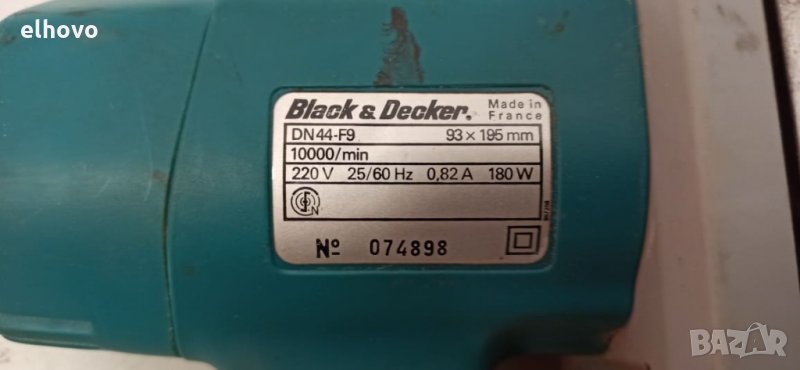 elhovo
Black & Decker. Made in France
DN44-F9 93 x 195 mm
10000/min
220 V 25/60 Hz 0,82 A 180 W
N
Nº 074898
BAZAR